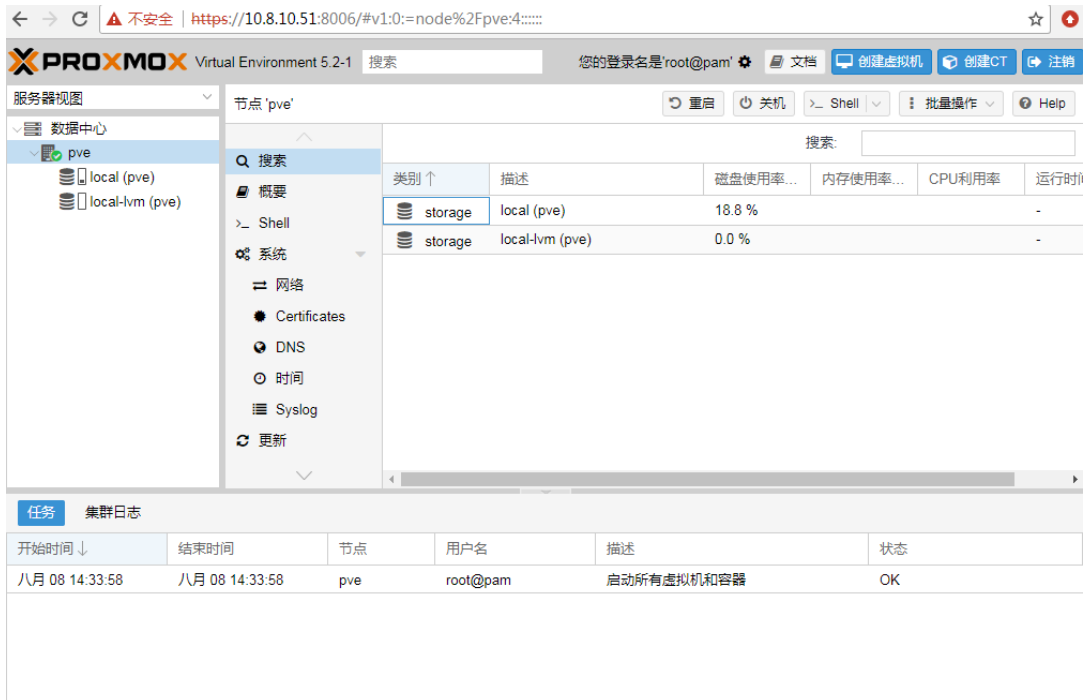 不安全 | https://10.8.10.51:8006/#v1:0:=node%2Fpve:4::::::
PROXMOX Virtual Environment 5.2-1 搜索 您的登录名是'root@pam' 文档 创建虚拟机 创建CT 注销
服务器视图
数据中心
pve
local (pve)
local-lvm (pve)
节点 'pve' 重启 关机 >_ Shell 批量操作 Help
搜索
概要
>_ Shell
系统
网络
Certificates
DNS
时间
Syslog
更新
搜索:
类别 描述 磁盘使用率... 内存使用率... CPU利用率 运行时间
storage local (pve) 18.8 % -
storage local-lvm (pve) 0.0 % -
任务 集群日志
开始时间 结束时间 节点 用户名 描述 状态
八月 08 14:33:58 八月 08 14:33:58 pve root@pam 启动所有虚拟机和容器 OK